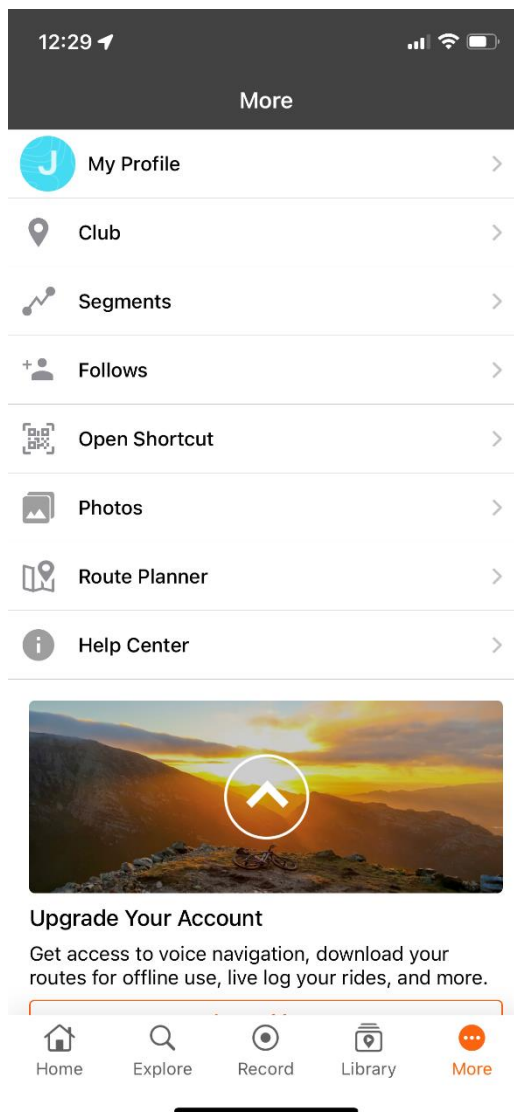 12:29
More
J
My Profile
Club
Segments
Follows
Open Shortcut
Photos
Route Planner
Help Center
Upgrade Your Account
Get access to voice navigation, download your
routes for offline use, live log your rides, and more.
Home
Explore
Record
Library
More